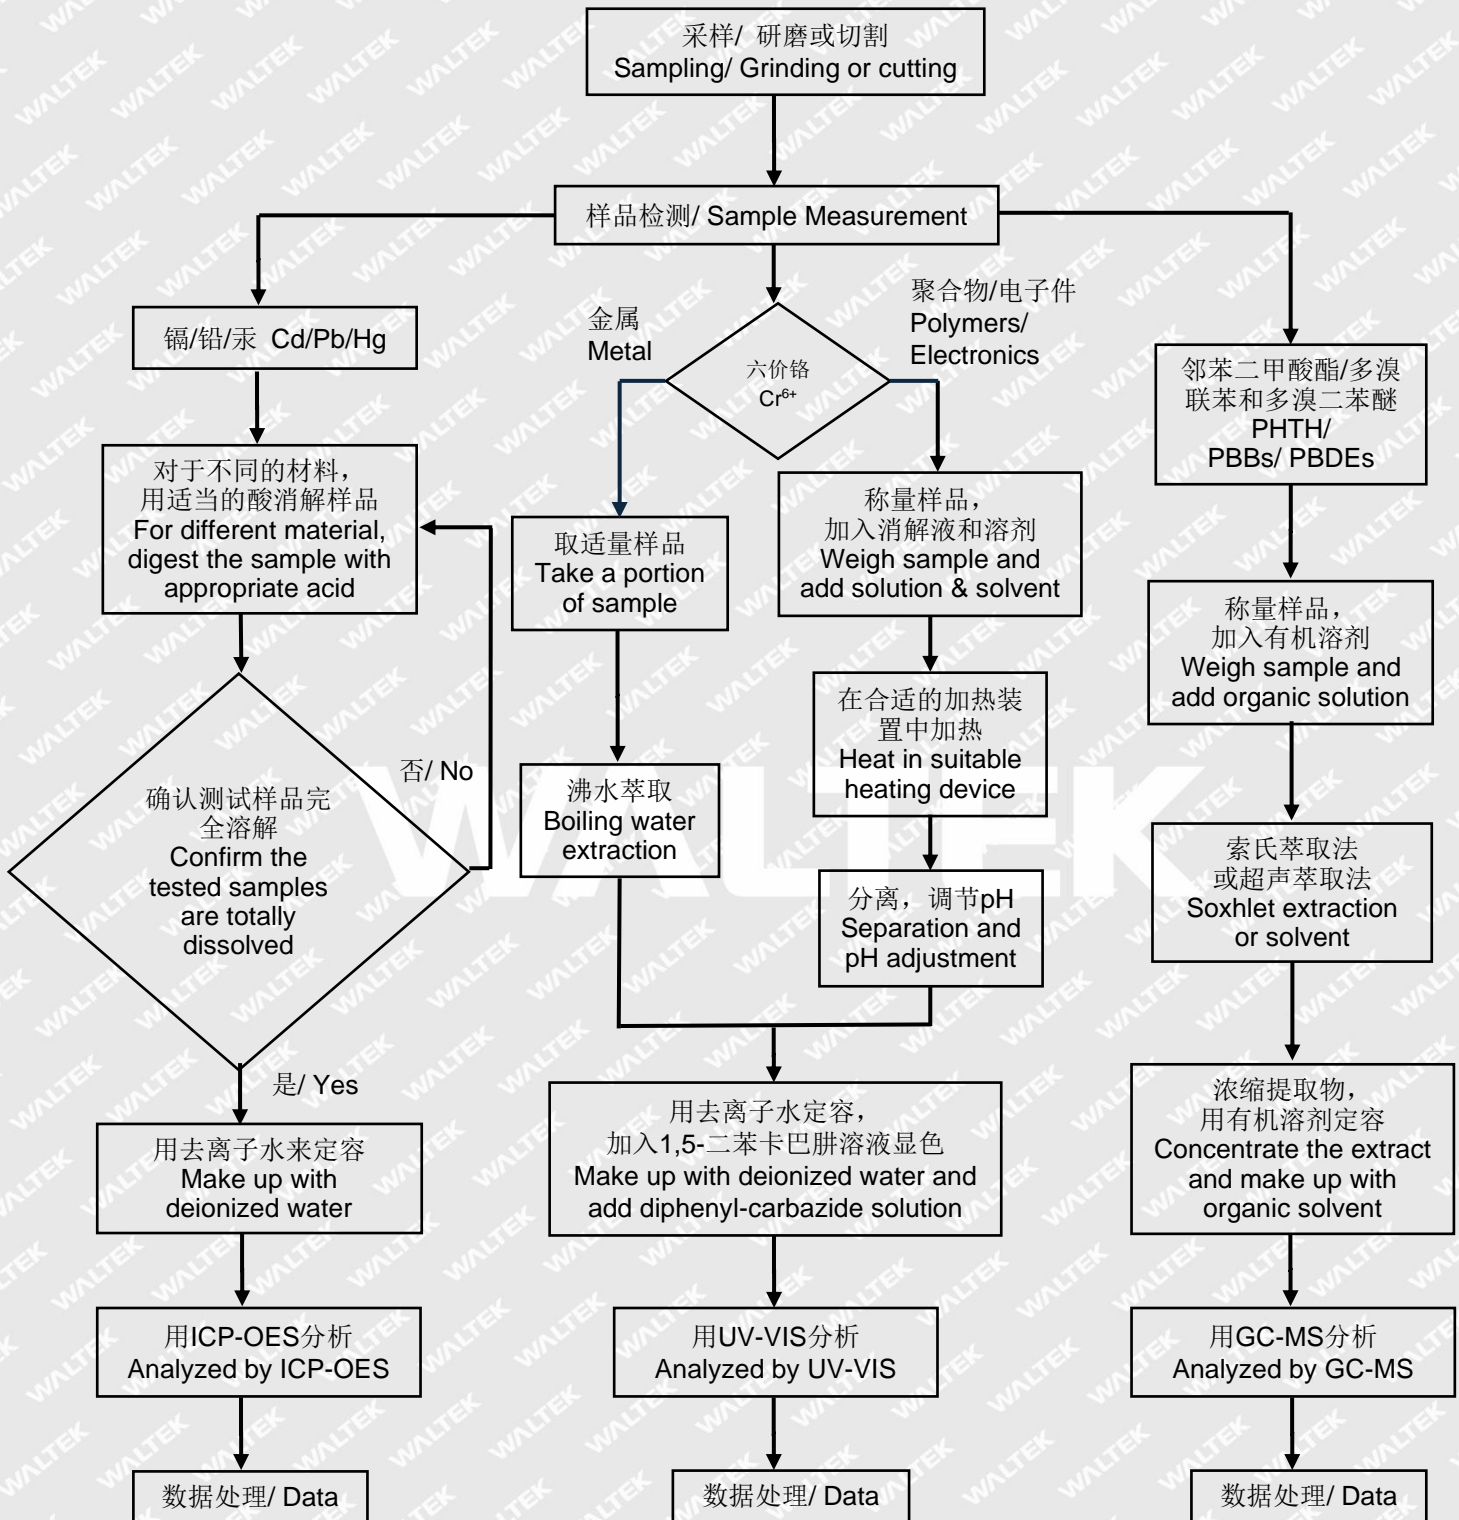 采样/ 研磨或切割
Sampling/ Grinding or cutting
样品检测/ Sample Measurement
镉/铅/汞 Cd/Pb/Hg
对于不同的材料，
用适当的酸消解样品
For different material,
digest the sample with
appropriate acid
否/ No
确认测试样品完
全溶解
Confirm the
tested samples
are totally
dissolved
是/ Yes
用去离子水来定容
Make up with
deionized water
用ICP-OES分析
Analyzed by ICP-OES
数据处理/ Data
金属
Metal
六价铬
Cr⁶⁺
聚合物/电子件
Polymers/
Electronics
取适量样品
Take a portion
of sample
沸水萃取
Boiling water
extraction
称量样品，
加入消解液和溶剂
Weigh sample and
add solution & solvent
在合适的加热装
置中加热
Heat in suitable
heating device
分离，调节pH
Separation and
pH adjustment
用去离子水定容，
加入1,5-二苯卡巴肼溶液显色
Make up with deionized water and
add diphenyl-carbazide solution
用UV-VIS分析
Analyzed by UV-VIS
数据处理/ Data
邻苯二甲酸酯/多溴
联苯和多溴二苯醚
PHTH/
PBBs/ PBDEs
称量样品，
加入有机溶剂
Weigh sample and
add organic solution
索氏萃取法
或超声萃取法
Soxhlet extraction
or solvent
浓缩提取物，
用有机溶剂定容
Concentrate the extract
and make up with
organic solvent
用GC-MS分析
Analyzed by GC-MS
数据处理/ Data
WALTEK